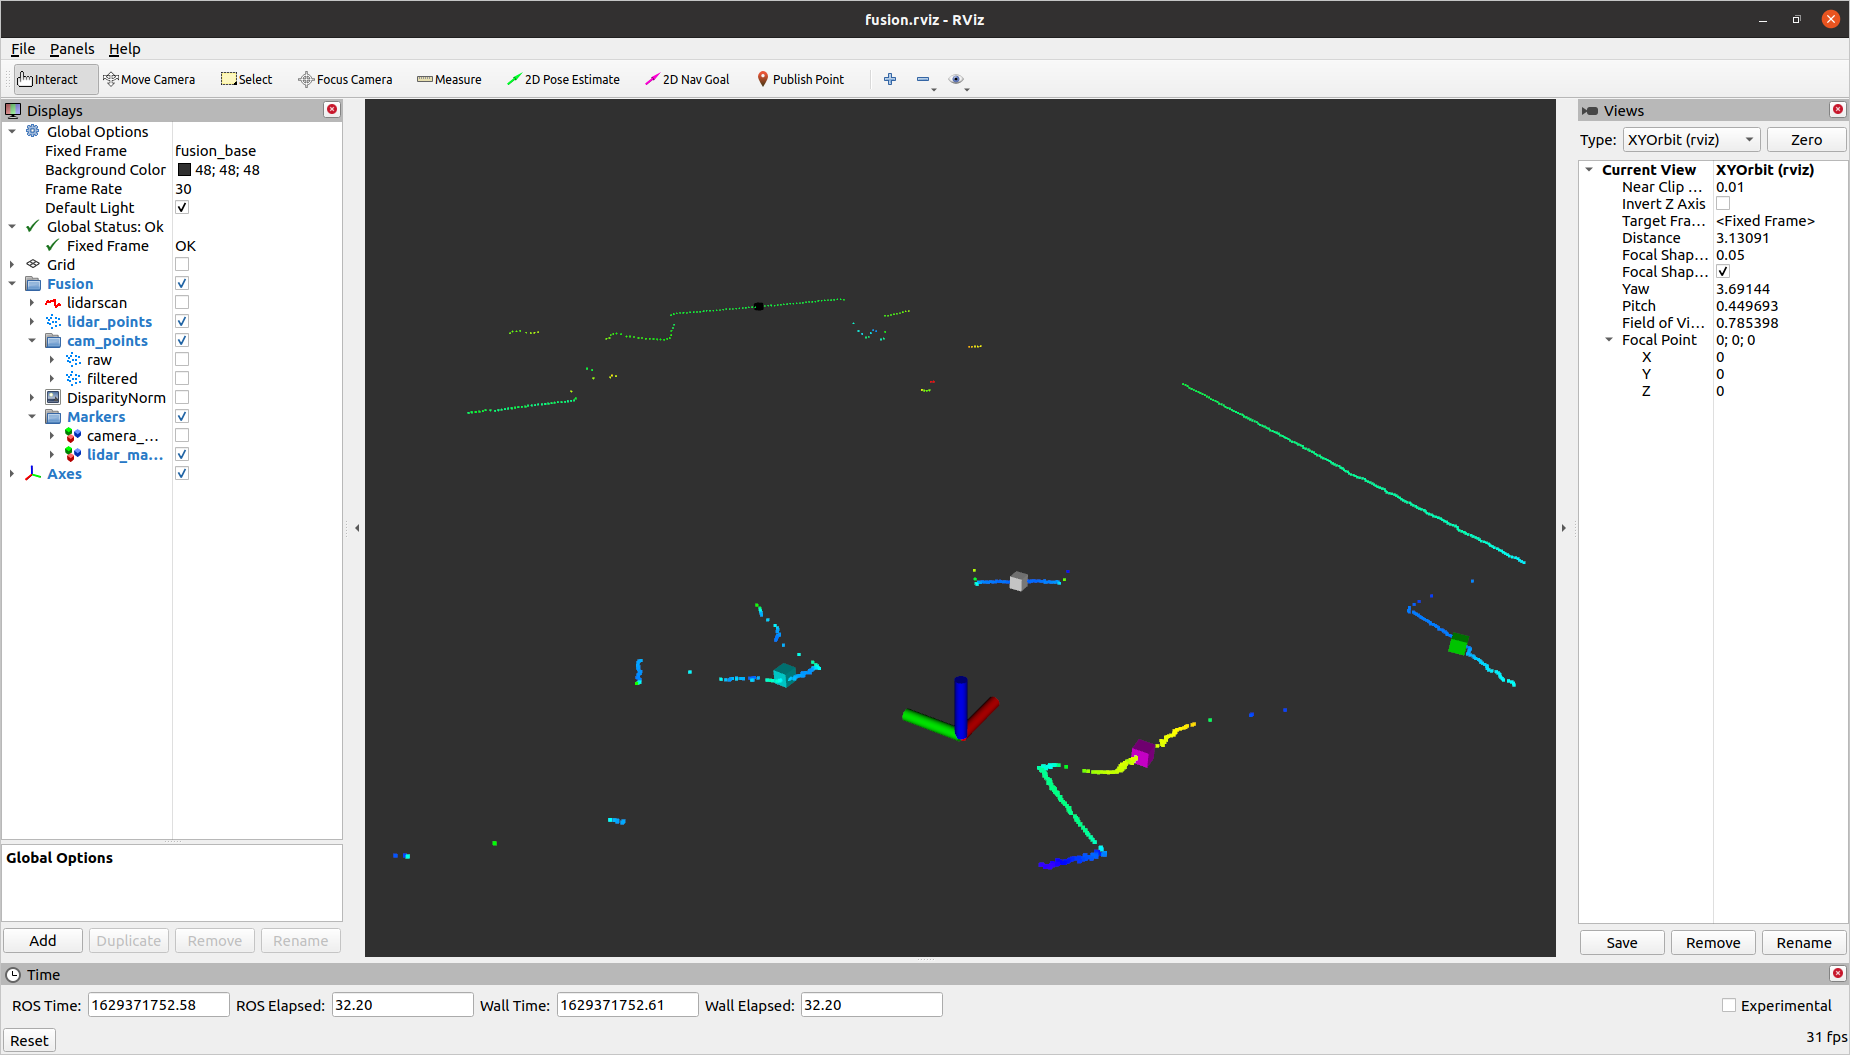 fusion.rviz - RViz
File Panels Help
Interact Move Camera Select Focus Camera Measure 2D Pose Estimate 2D Nav Goal Publish Point
Displays
Global Options
Fixed Frame fusion_base
Background Color 48; 48; 48
Frame Rate 30
Default Light
Global Status: Ok
Fixed Frame OK
Grid
Fusion
lidarscan
lidar_points
cam_points
raw
filtered
DisparityNorm
Markers
camera_...
lidar_ma...
Axes
Global Options
Add Duplicate Remove Rename
Views
Type: XYOrbit (rviz) Zero
Current View XYOrbit (rviz)
Near Clip ... 0.01
Invert Z Axis
Target Fra... <Fixed Frame>
Distance 3.13091
Focal Shap... 0.05
Focal Shap...
Yaw 3.69144
Pitch 0.449693
Field of Vi... 0.785398
Focal Point 0; 0; 0
X 0
Y 0
Z 0
Save Remove Rename
Time
ROS Time: 1629371752.58 ROS Elapsed: 32.20 Wall Time: 1629371752.61 Wall Elapsed: 32.20 Experimental
Reset 31 fps